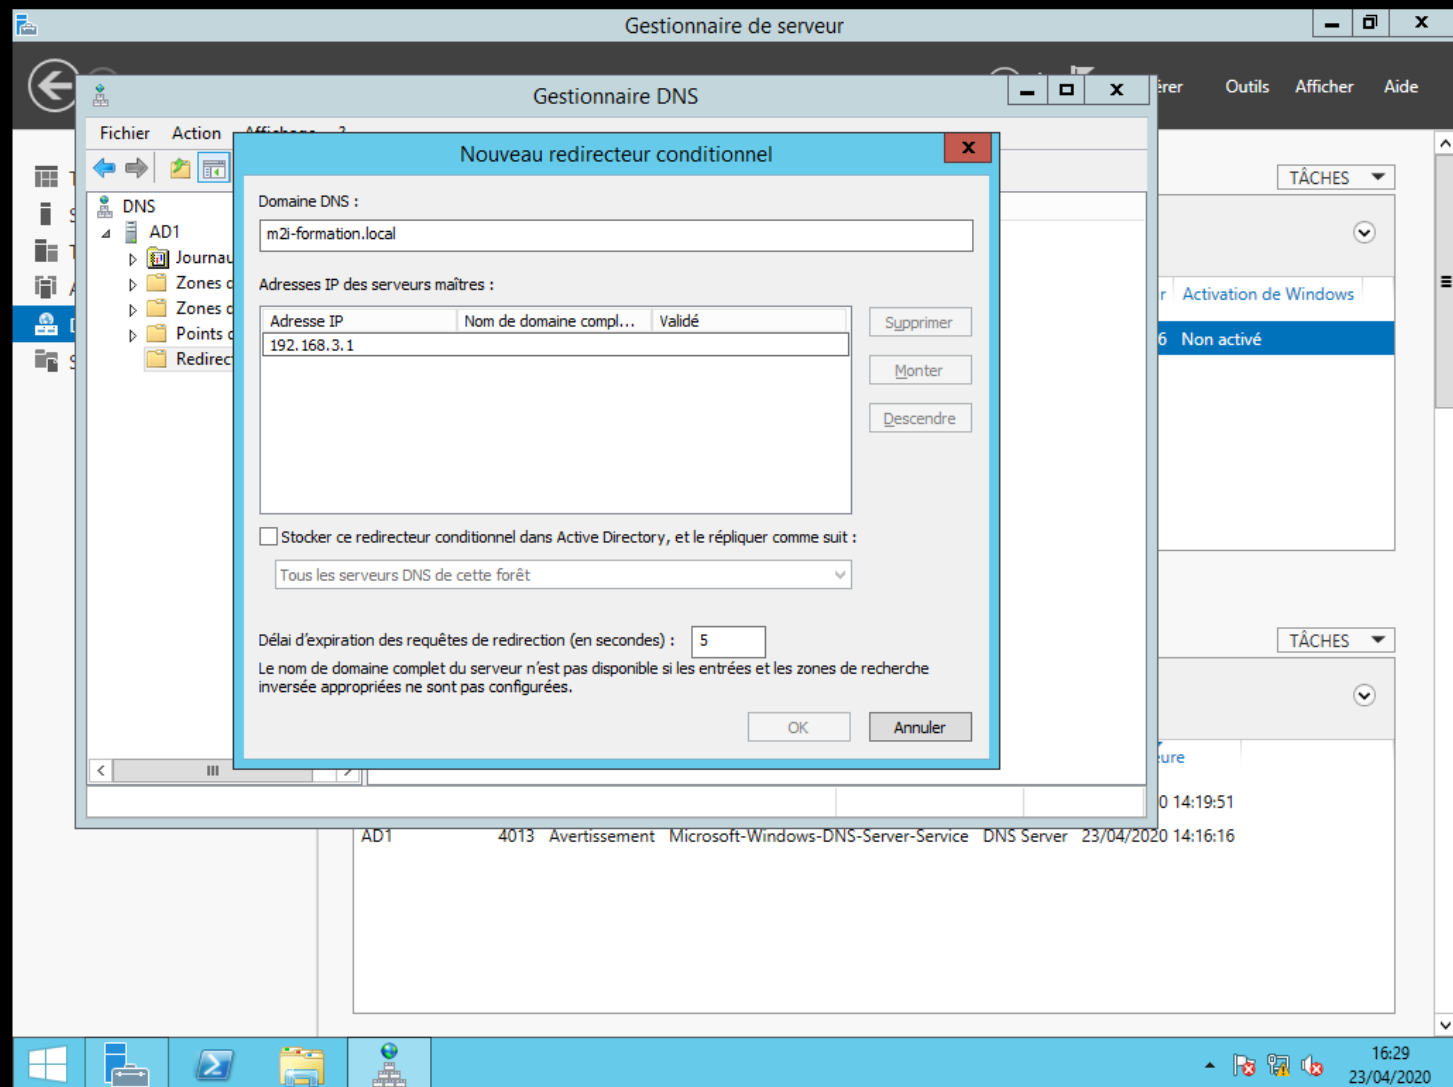 Gestionnaire de serveur
Outils Afficher Aide
Gestionnaire DNS
Fichier Action
Nouveau redirecteur conditionnel
TÂCHES
DNS
AD1
Journau
Zones d
Zones d
Points d
Redirect
Domaine DNS :
m2i-formation.local
Adresses IP des serveurs maîtres :
Adresse IP Nom de domaine compl... Validé
192.168.3.1
Supprimer
Monter
Descendre
r Activation de Windows
6 Non activé
Stocker ce redirecteur conditionnel dans Active Directory, et le répliquer comme suit :
Tous les serveurs DNS de cette forêt
Délai d'expiration des requêtes de redirection (en secondes) : 5
Le nom de domaine complet du serveur n'est pas disponible si les entrées et les zones de recherche
inversée appropriées ne sont pas configurées.
OK Annuler
TÂCHES
eure
0 14:19:51
AD1 4013 Avertissement Microsoft-Windows-DNS-Server-Service DNS Server 23/04/2020 14:16:16
16:29
23/04/2020